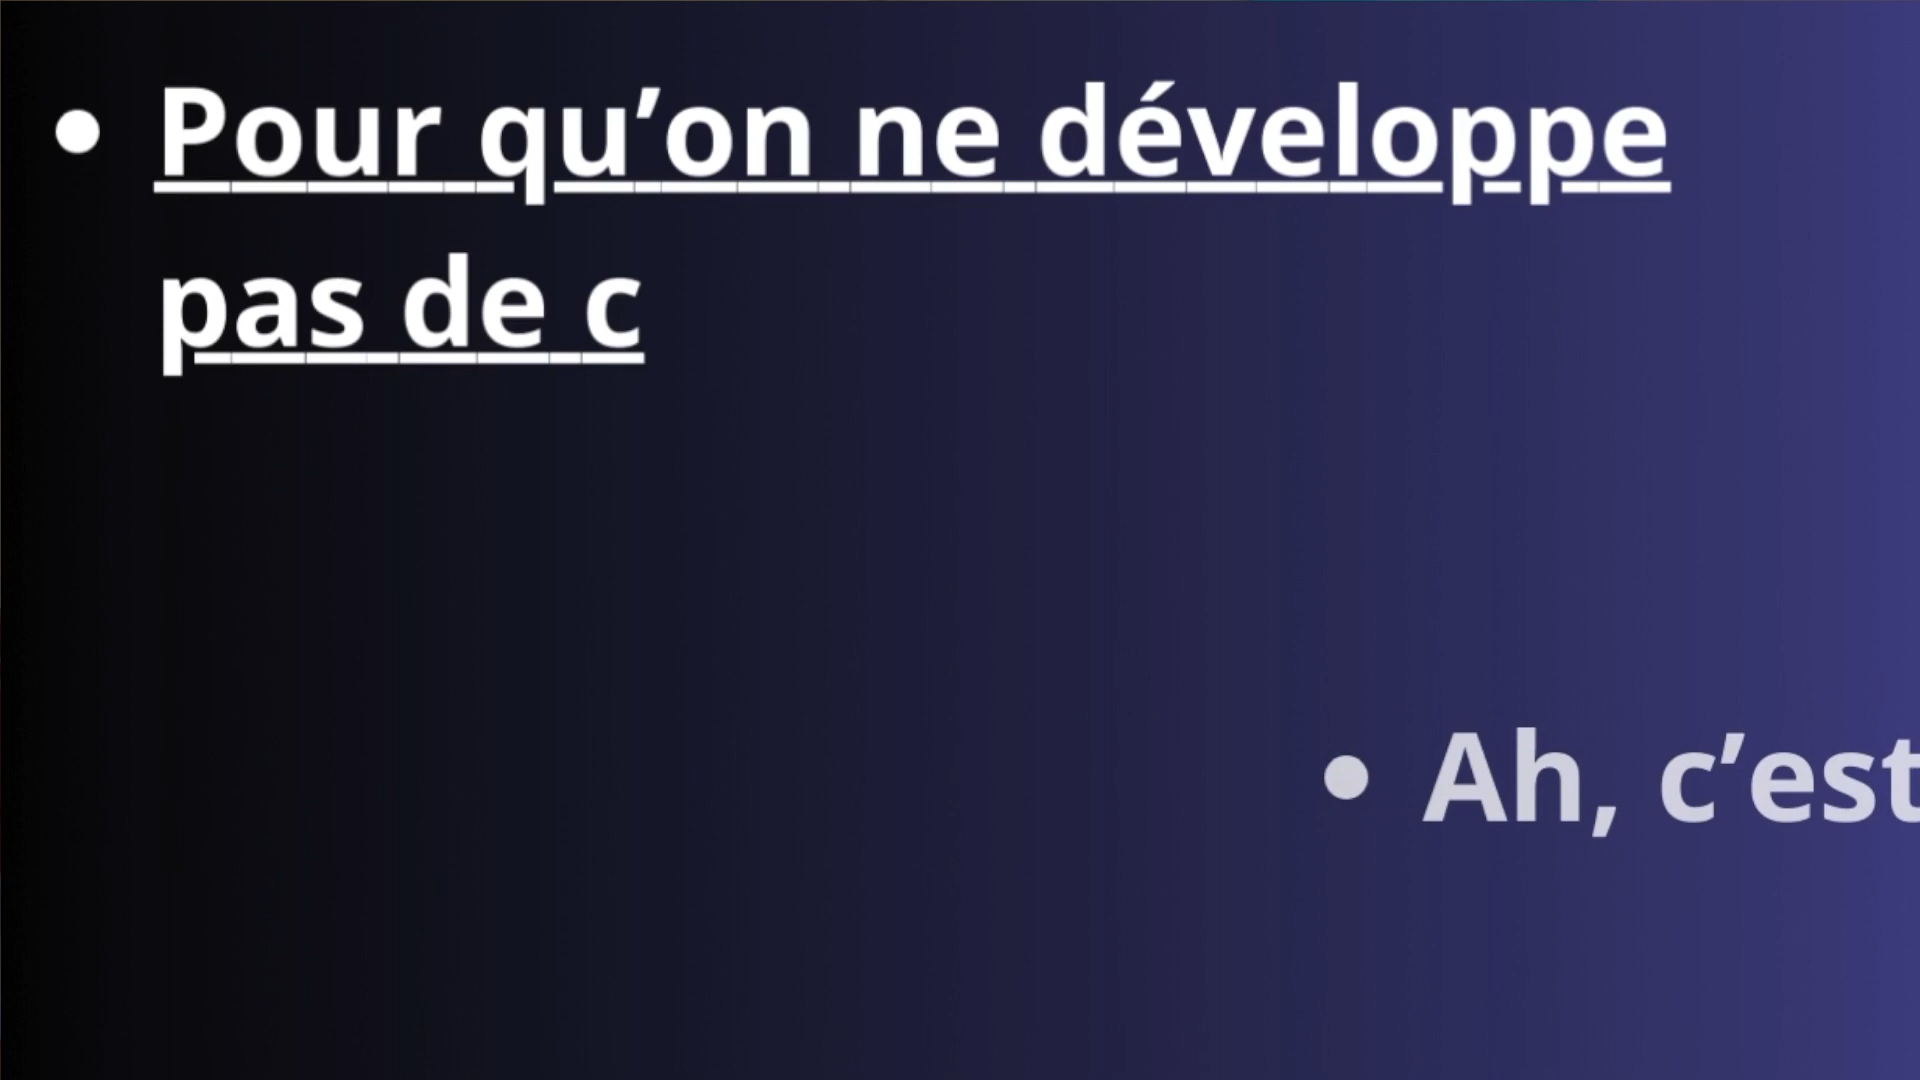 • Pour qu’on ne développe
pas de c
• Ah, c’est